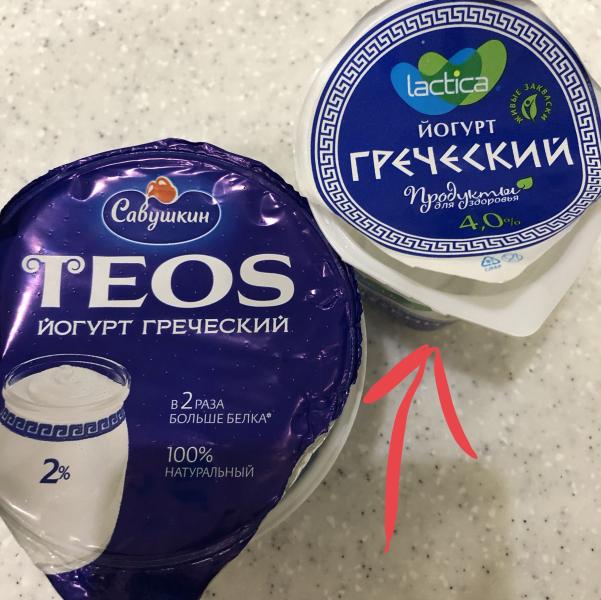 Савушкин
TEOS
ЙОГУРТ ГРЕЧЕСКИЙ
В 2 РАЗА
БОЛЬШЕ БЕЛКА*
100%
НАТУРАЛЬНЫЙ
2%
lactica
ЖИВЫЕ ЗАКВАСКИ
ЙОГУРТ
ГРЕЧЕСКИЙ
Продукты
для здоровья
4,0%